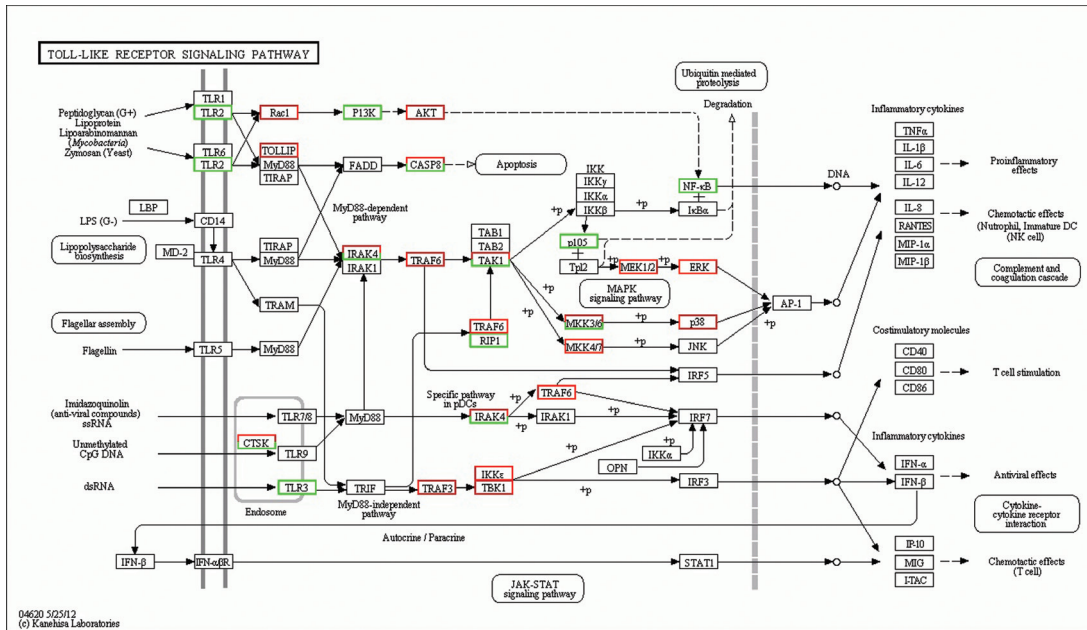 TOLL-LIKE RECEPTOR SIGNALING PATHWAY
Peptidoglycan (G+)
Lipoprotein
Lipoarabinomannan
(Mycobacteria)
Zymosan (Yeast)
TLR1
TLR2
TLR6
TLR2
Rac1
PI3K
AKT
TOLLIP
MyD88
TIRAP
FADD
CASP8
Apoptosis
Ubiquitin mediated
proteolysis
Degradation
Inflammatory cytokines
TNFα
IL-1β
IL-6
IL-12
Proinflammatory
effects
DNA
NF-κB
+
IκBα
IKK
IKKγ
IKKα
IKKβ
+p
+p
MyD88-dependent
pathway
LBP
LPS (G-)
CD14
Lipopolysaccharide
biosynthesis
MD-2
TLR4
TIRAP
MyD88
IRAK4
IRAK1
TRAF6
TAB1
TAB2
TAK1
p105
+
Tpl2
+p
MEK1/2
+p
ERK
+p
MAPK
signaling pathway
IL-8
RANTES
MIP-1α
MIP-1β
Chemotactic effects
(Nutrophil, Immature DC)
(NK cell)
Complement and
coagulation cascade
TRAM
AP-1
Flagellar assembly
Flagellin
TLR5
MyD88
TRAF6
RIP1
+p
+p
MKK3/6
+p
p38
+p
MKK4/7
+p
JNK
+p
IRF5
Costimulatory molecules
CD40
CD80
CD86
T cell stimulation
Imidazoquinolin
(anti-viral compounds)
ssRNA
Unmethylated
CpG DNA
dsRNA
TLR7/8
CTSK
TLR9
TLR3
Endosome
MyD88
Specific pathway
in pDCs
IRAK4
+p
TRAF6
+p
IRAK1
+p
IRF7
+p
IKKα
+p
OPN
TRIF
MyD88-independent
pathway
TRAF3
IKKε
TBK1
+p
IRF3
Inflammatory cytokines
IFN-α
IFN-β
Antiviral effects
Cytokine-
cytokine receptor
interaction
Autocrine / Paracrine
IFN-β
IFN-αβR
STAT1
JAK-STAT
signaling pathway
IP-10
MIG
I-TAC
Chemotactic effects
(T cell)
04620 5/25/12
(c) Kanehisa Laboratories